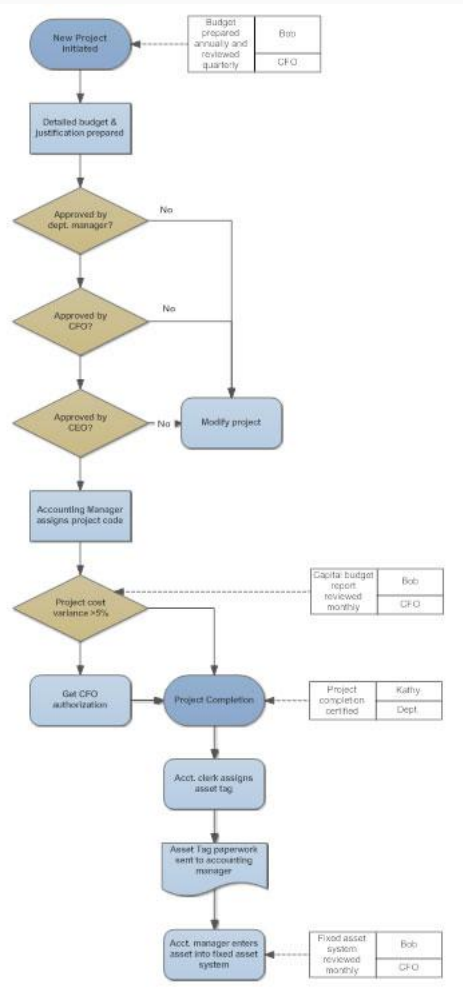 New Project
Initiated
Budget
prepared
annually and
reviewed
quarterly
Bob
CFO
Detailed budget &
justification prepared
Approved by
dept. manager?
No
Approved by
CFO?
No
Approved by
CEO?
No
Modify project
Accounting Manager
assigns project code
Capital budget
report
reviewed
monthly
Bob
CFO
Project cost
variance >5%
Get CFO
authorization
Project Completion
Project
completion
certified
Kathy
Dept.
Acct. clerk assigns
asset tag
Asset Tag paperwork
sent to accounting
manager
Acct. manager enters
asset into fixed asset
system
Fixed asset
system
reviewed
monthly
Bob
CFO